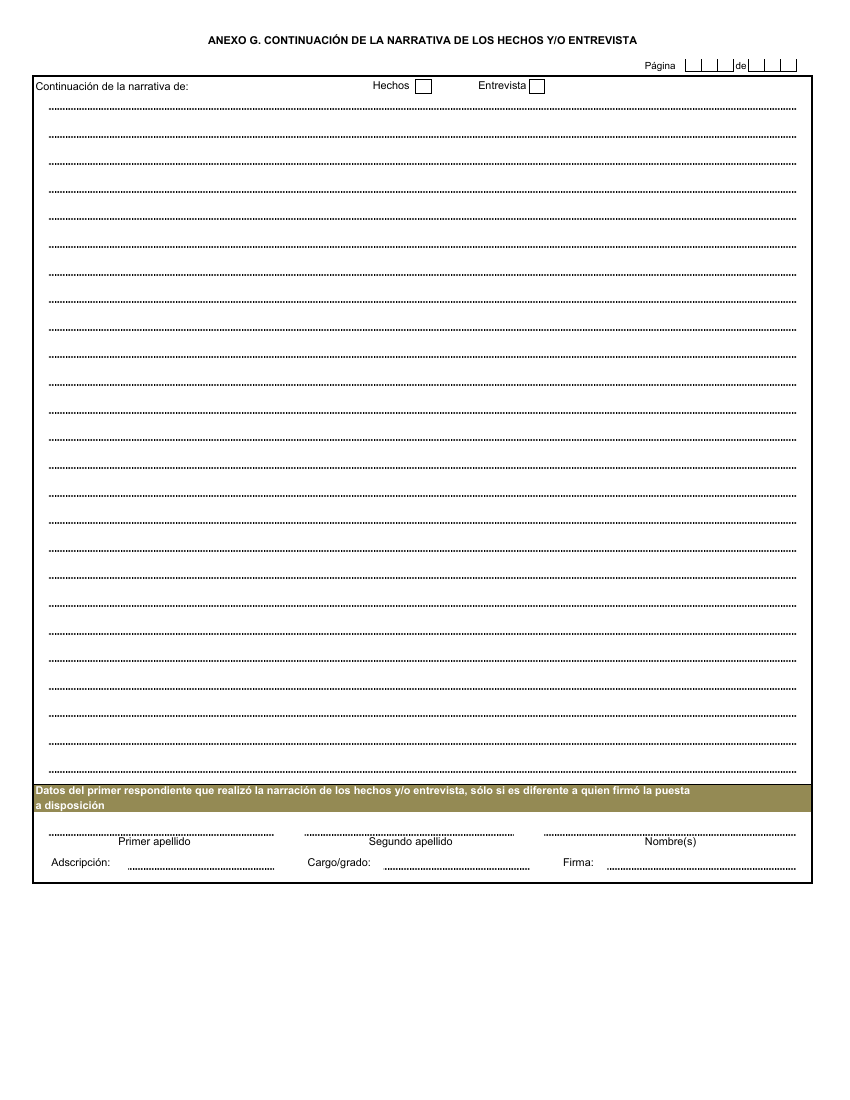 ANEXO G. CONTINUACIÓN DE LA NARRATIVA DE LOS HECHOS Y/O ENTREVISTA
Página de
Continuación de la narrativa de: Hechos Entrevista
Datos del primer respondiente que realizó la narración de los hechos y/o entrevista, sólo si es diferente a quien firmó la puesta
a disposición
Primer apellido Segundo apellido Nombre(s)
Adscripción: Cargo/grado: Firma: